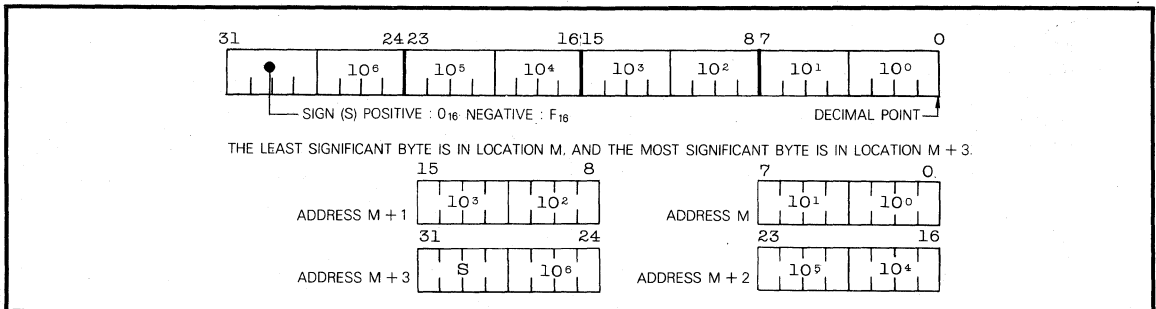 31 24 23 16 15 8 7 0
10⁶ 10⁵ 10⁴ 10³ 10² 10¹ 10⁰
SIGN (S) POSITIVE : 0₁₆ NEGATIVE : F₁₆ DECIMAL POINT
THE LEAST SIGNIFICANT BYTE IS IN LOCATION M, AND THE MOST SIGNIFICANT BYTE IS IN LOCATION M + 3.
15 8 7 0.
ADDRESS M + 1 10³ 10² ADDRESS M 10¹ 10⁰
31 24 23 16
ADDRESS M + 3 S 10⁶ ADDRESS M + 2 10⁵ 10⁴